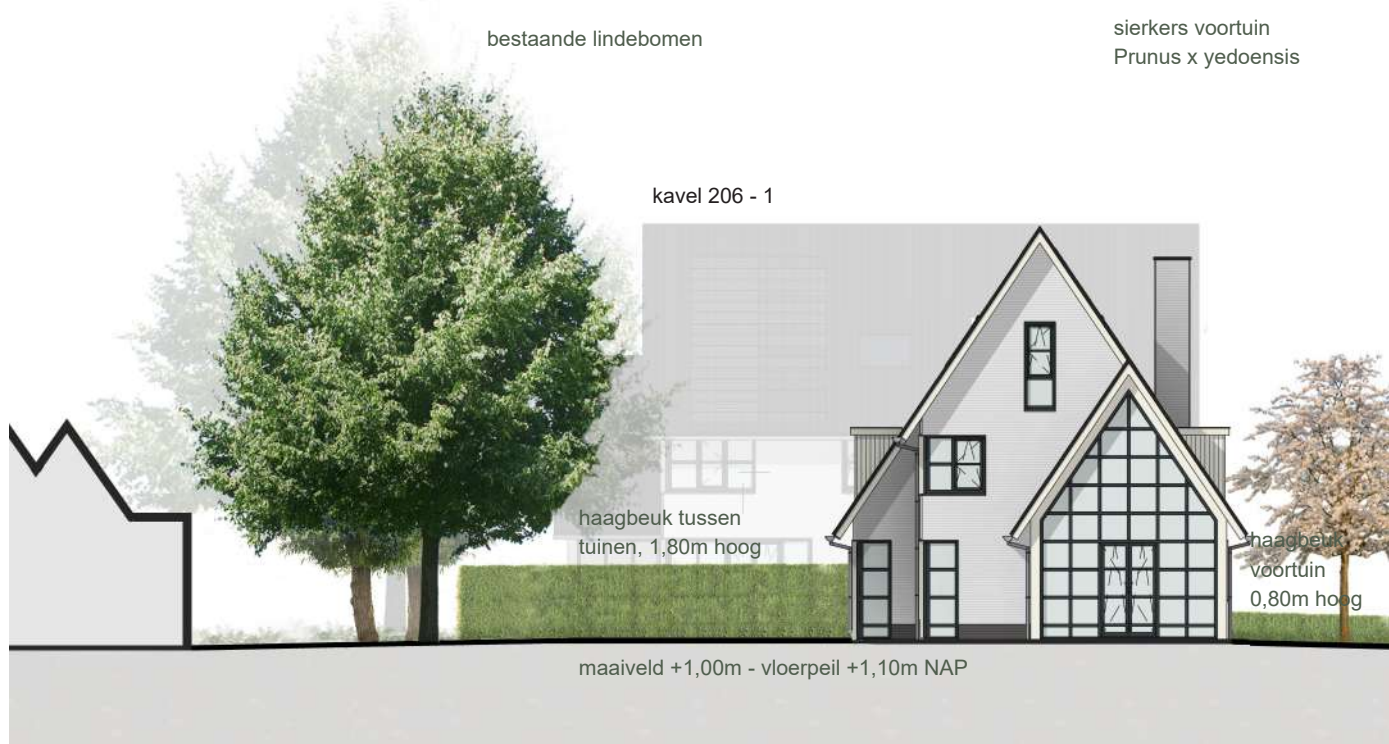 bestaande lindebomen
sierkers voortuin
Prunus x yedoensis
kavel 206 - 1
haagbeuk tussen
tuinen, 1,80m hoog
haagbeuk
voortuin
0,80m hoog
maaiveld +1,00m - vloerpeil +1,10m NAP